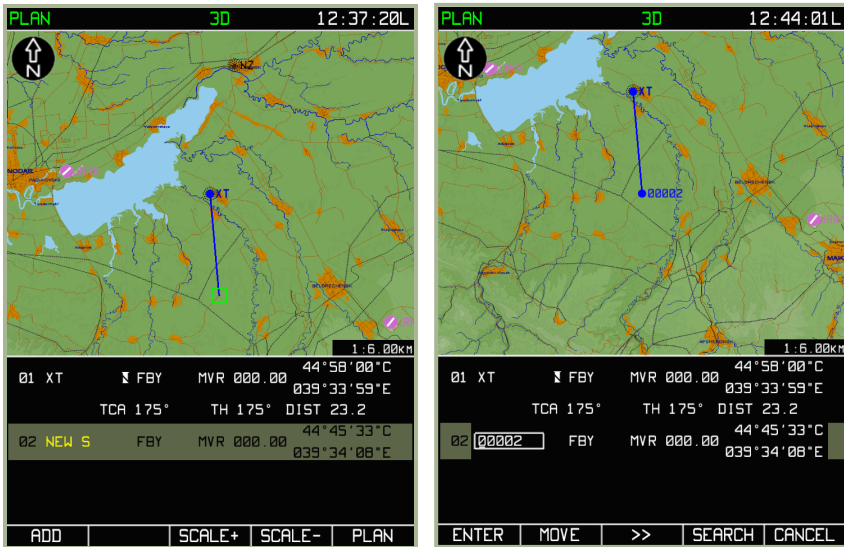 PLAN 3D 12:37:20L
N
NZ
NODAR
XT
BELORECHENSK
1:6.00KM
01 XT FBY MVR 000.00 44°58'00"C
039°33'59"E
TCA 175° TH 175° DIST 23.2
02 NEW S FBY MVR 000.00 44°45'33"C
039°34'08"E
ADD SCALE+ SCALE- PLAN
PLAN 3D 12:44:01L
N
XT
00002
MAIK
1:6.00KM
01 XT FBY MVR 000.00 44°58'00"C
039°33'59"E
TCA 175° TH 175° DIST 23.2
02 00002 FBY MVR 000.00 44°45'33"C
039°34'08"E
ENTER MOVE >> SEARCH CANCEL